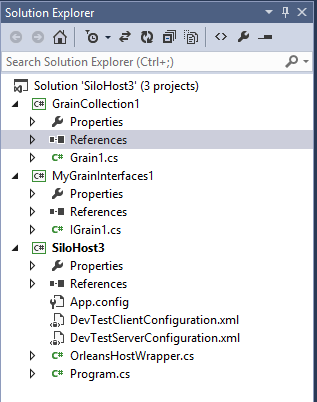 Solution Explorer
Search Solution Explorer (Ctrl+;)
Solution 'SiloHost3' (3 projects)
C# GrainCollection1
Properties
References
C# Grain1.cs
C# MyGrainInterfaces1
Properties
References
C# IGrain1.cs
C# SiloHost3
Properties
References
App.config
DevTestClientConfiguration.xml
DevTestServerConfiguration.xml
C# OrleansHostWrapper.cs
C# Program.cs